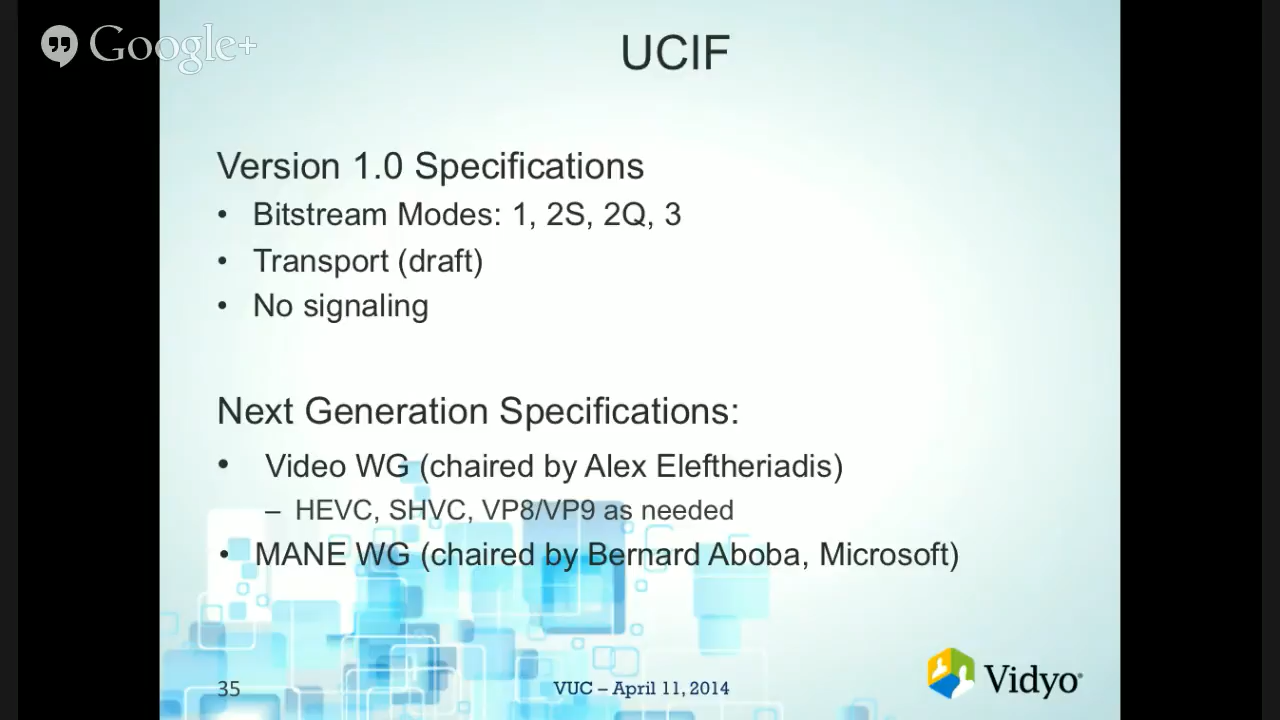 Google+
UCIF
Version 1.0 Specifications
• Bitstream Modes: 1, 2S, 2Q, 3
• Transport (draft)
• No signaling
Next Generation Specifications:
• Video WG (chaired by Alex Eleftheriadis)
– HEVC, SHVC, VP8/VP9 as needed
• MANE WG (chaired by Bernard Aboba, Microsoft)
35
VUC – April 11, 2014
Vidyo